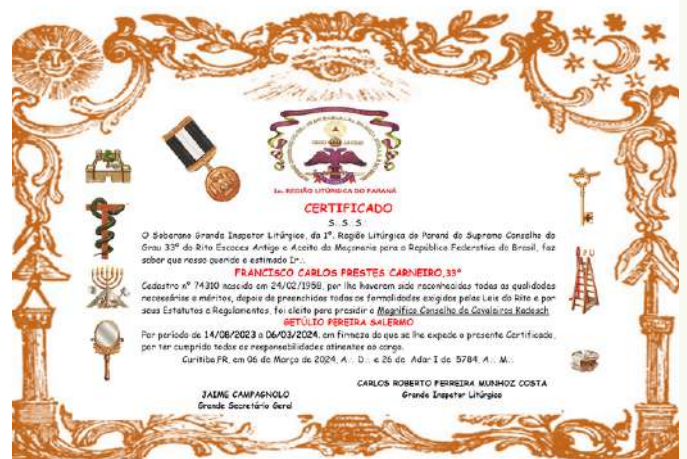 1a. REGIÃO LITÚRGICA DO PARANÁ
CERTIFICADO
S.. S.. S..
O Soberano Grande Inspetor Litúrgico, da 1ª. Região Litúrgica do Paraná do Supremo Conselho do
Grau 33º do Rito Escoces Antigo e Aceito da Maçonaria para a República Federativa do Brasil, faz
saber que nosso querido e estimado Ir∴
FRANCISCO CARLOS PRESTES CARNEIRO,33º
Cadastro nº 74310 nascido em 24/02/1958, por lhe haverem sido reconhecidas todas as qualidades
necessárias e méritos, depois de preenchidas todas as formalidades exigidas pelas Leis do Rito e por
seus Estatutos e Regulamentos, foi eleito para presidir o Magnífico Conselho de Cavaleiros Kadosch
GETÚLIO PEREIRA SALERMO
Por período de 14/08/2023 a 06/03/2024, em firmeza do que se lhe expede o presente Certificado,
por ter cumprido todas as responsabilidades atinentes ao cargo.
Curitiba PR, em 06 de Março de 2024, A∴ D∴ e 26 de Adar I de 5784, A∴ M∴
CARLOS ROBERTO FERREIRA MUNHOZ COSTA
Grande Inspetor Litúrgico
JAIME CAMPAGNOLO
Grande Secretário Geral